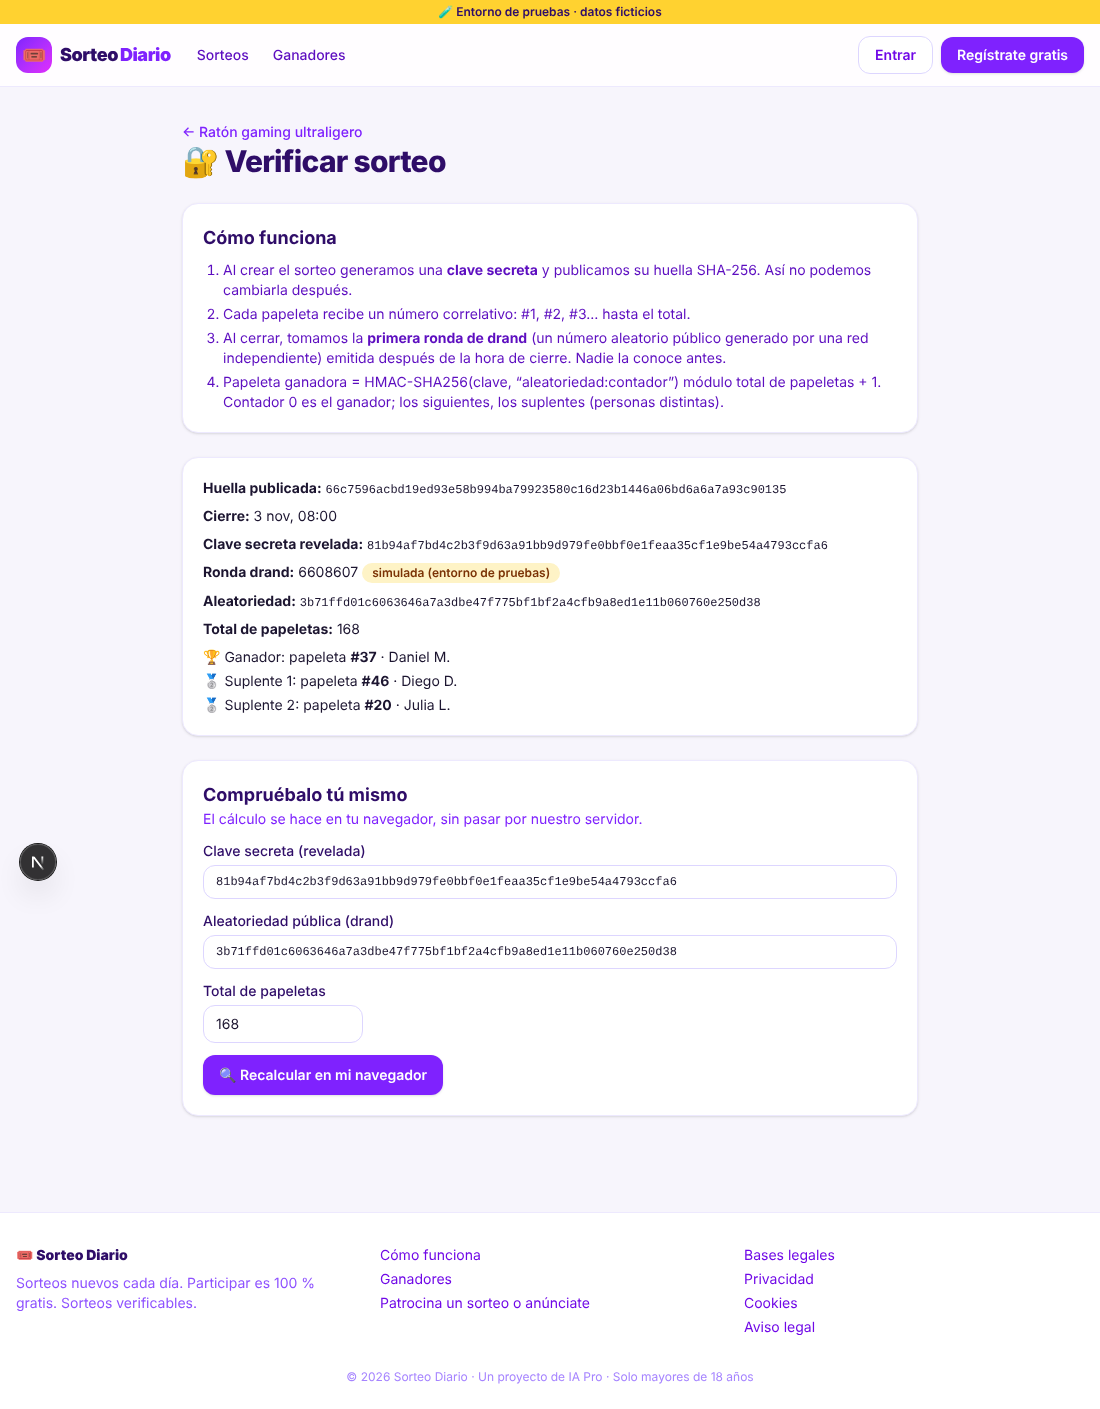 🧪 Entorno de pruebas · datos ficticios
Sorteo Diario
Sorteos
Ganadores
Entrar
Regístrate gratis
← Ratón gaming ultraligero
🔐 Verificar sorteo
Cómo funciona
1. Al crear el sorteo generamos una clave secreta y publicamos su huella SHA-256. Así no podemos
cambiarla después.
2. Cada papeleta recibe un número correlativo: #1, #2, #3… hasta el total.
3. Al cerrar, tomamos la primera ronda de drand (un número aleatorio público generado por una red
independiente) emitida después de la hora de cierre. Nadie la conoce antes.
4. Papeleta ganadora = HMAC-SHA256(clave, “aleatoriedad:contador”) módulo total de papeletas + 1.
Contador 0 es el ganador; los siguientes, los suplentes (personas distintas).
Huella publicada: 66c7596acbd19ed93e58b994ba79923580c16d23b1446a06bd6a6a7a93c90135
Cierre: 3 nov, 08:00
Clave secreta revelada: 81b94af7bd4c2b3f9d63a91bb9d979fe0bbf0e1feaa35cf1e9be54a4793ccfa6
Ronda drand: 6608607 simulada (entorno de pruebas)
Aleatoriedad: 3b71ffd01c6063646a7a3dbe47f775bf1bf2a4cfb9a8ed1e11b060760e250d38
Total de papeletas: 168
🏆 Ganador: papeleta #37 · Daniel M.
🥈 Suplente 1: papeleta #46 · Diego D.
🥈 Suplente 2: papeleta #20 · Julia L.
Compruébalo tú mismo
El cálculo se hace en tu navegador, sin pasar por nuestro servidor.
Clave secreta (revelada)
81b94af7bd4c2b3f9d63a91bb9d979fe0bbf0e1feaa35cf1e9be54a4793ccfa6
Aleatoriedad pública (drand)
3b71ffd01c6063646a7a3dbe47f775bf1bf2a4cfb9a8ed1e11b060760e250d38
Total de papeletas
168
🔍 Recalcular en mi navegador
N
🎟️ Sorteo Diario
Sorteos nuevos cada día. Participar es 100 %
gratis. Sorteos verificables.
Cómo funciona
Ganadores
Patrocina un sorteo o anúnciate
Bases legales
Privacidad
Cookies
Aviso legal
© 2026 Sorteo Diario · Un proyecto de IA Pro · Solo mayores de 18 años